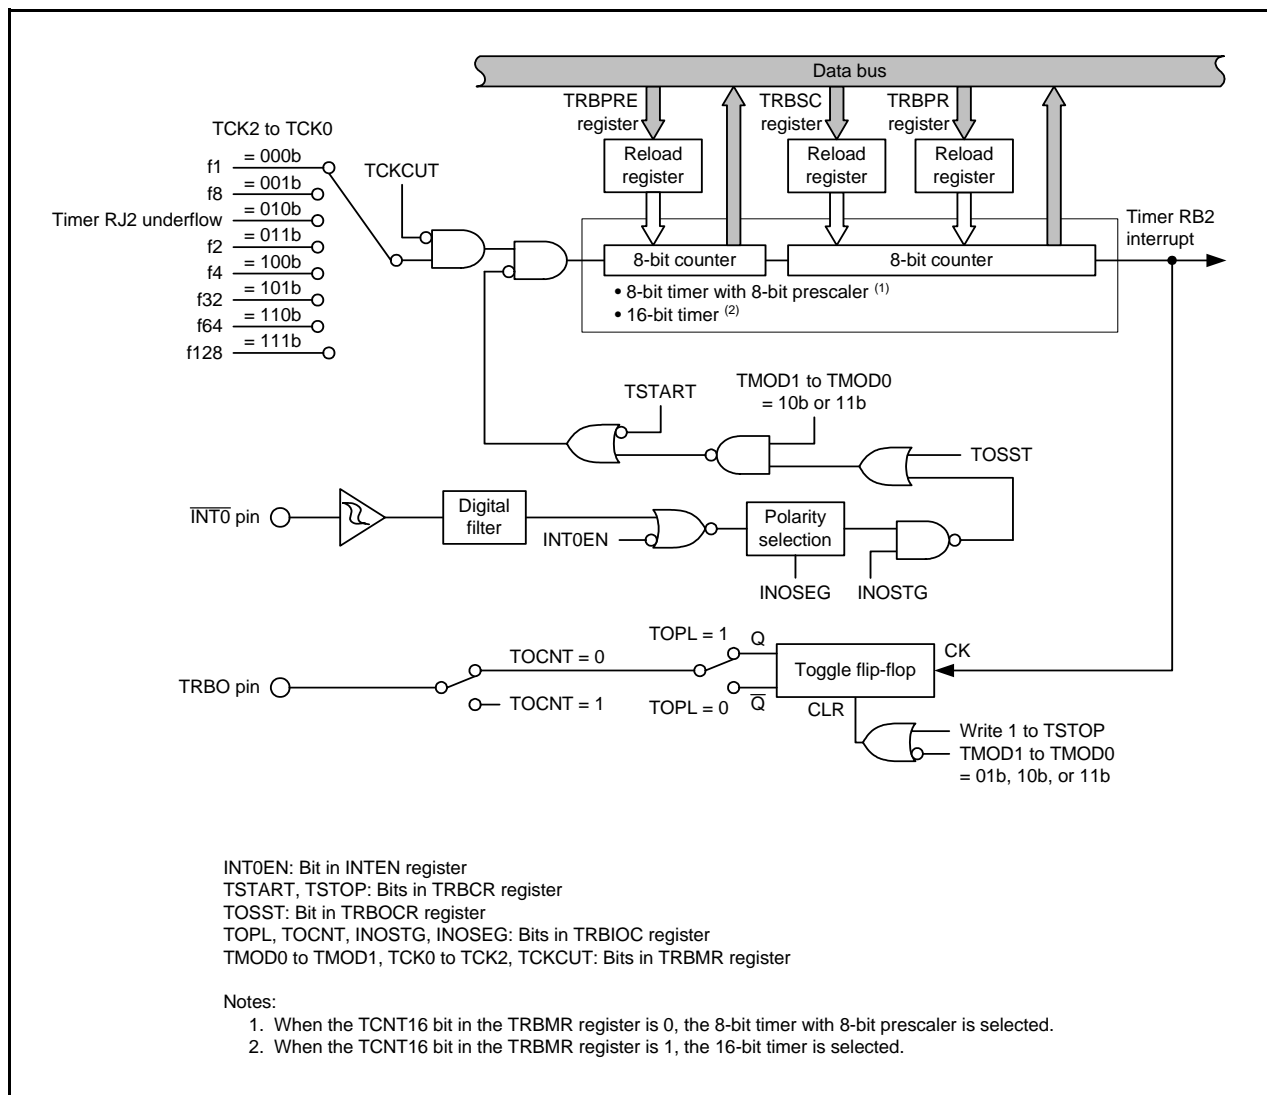 Data bus
TRBPRE
register
TRBSC
register
TRBPR
register
TCK2 to TCK0
f1
= 000b
f8
= 001b
Timer RJ2 underflow
= 010b
f2
= 011b
f4
= 100b
f32
= 101b
f64
= 110b
f128
= 111b
TCKCUT
Reload
register
Reload
register
Reload
register
Timer RB2
interrupt
8-bit counter
8-bit counter
• 8-bit timer with 8-bit prescaler (1)
• 16-bit timer (2)
TSTART
TMOD1 to TMOD0
= 10b or 11b
TOSST
INT0 pin
Digital
filter
INT0EN
Polarity
selection
INOSEG
INOSTG
TRBO pin
TOCNT = 0
TOCNT = 1
TOPL = 1
TOPL = 0
Q
Q
Toggle flip-flop
CK
CLR
Write 1 to TSTOP
TMOD1 to TMOD0
= 01b, 10b, or 11b
INT0EN: Bit in INTEN register
TSTART, TSTOP: Bits in TRBCR register
TOSST: Bit in TRBOCR register
TOPL, TOCNT, INOSTG, INOSEG: Bits in TRBIOC register
TMOD0 to TMOD1, TCK0 to TCK2, TCKCUT: Bits in TRBMR register
Notes:
1. When the TCNT16 bit in the TRBMR register is 0, the 8-bit timer with 8-bit prescaler is selected.
2. When the TCNT16 bit in the TRBMR register is 1, the 16-bit timer is selected.